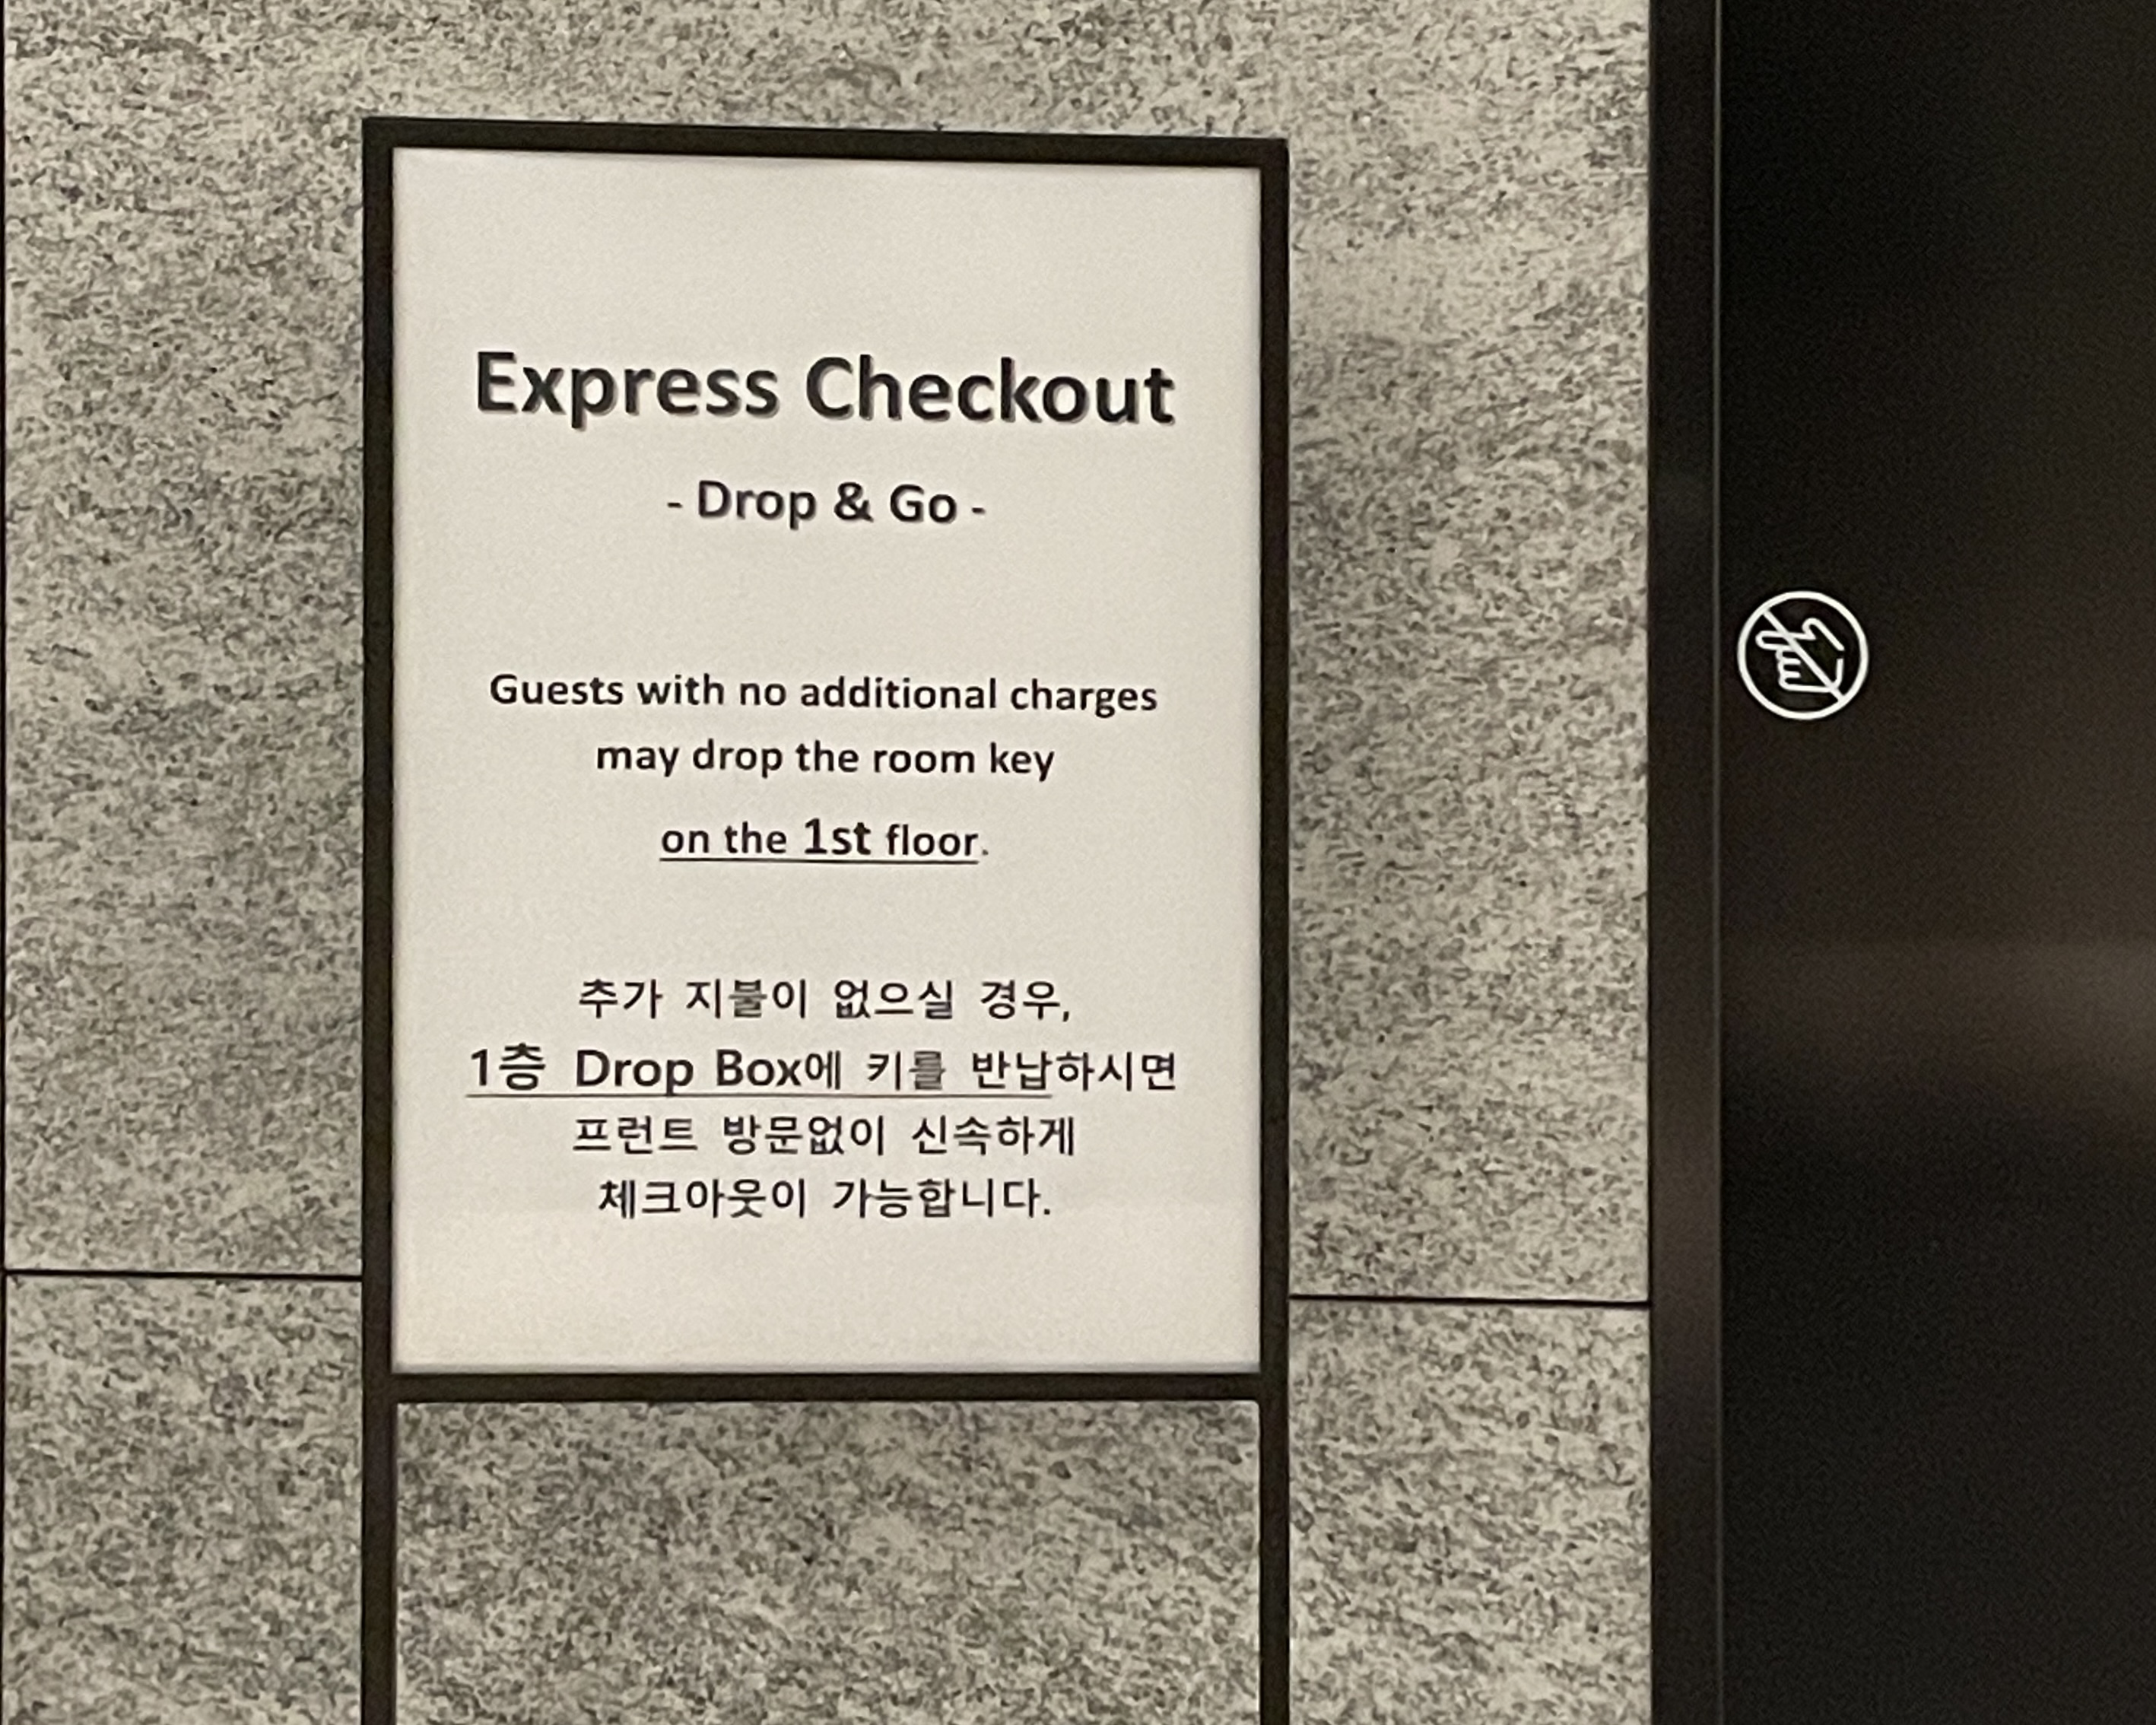 Express Checkout
- Drop & Go -
Guests with no additional charges
may drop the room key
on the 1st floor.
추가 지불이 없으실 경우,
1층 Drop Box에 키를 반납하시면
프런트 방문없이 신속하게
체크아웃이 가능합니다.